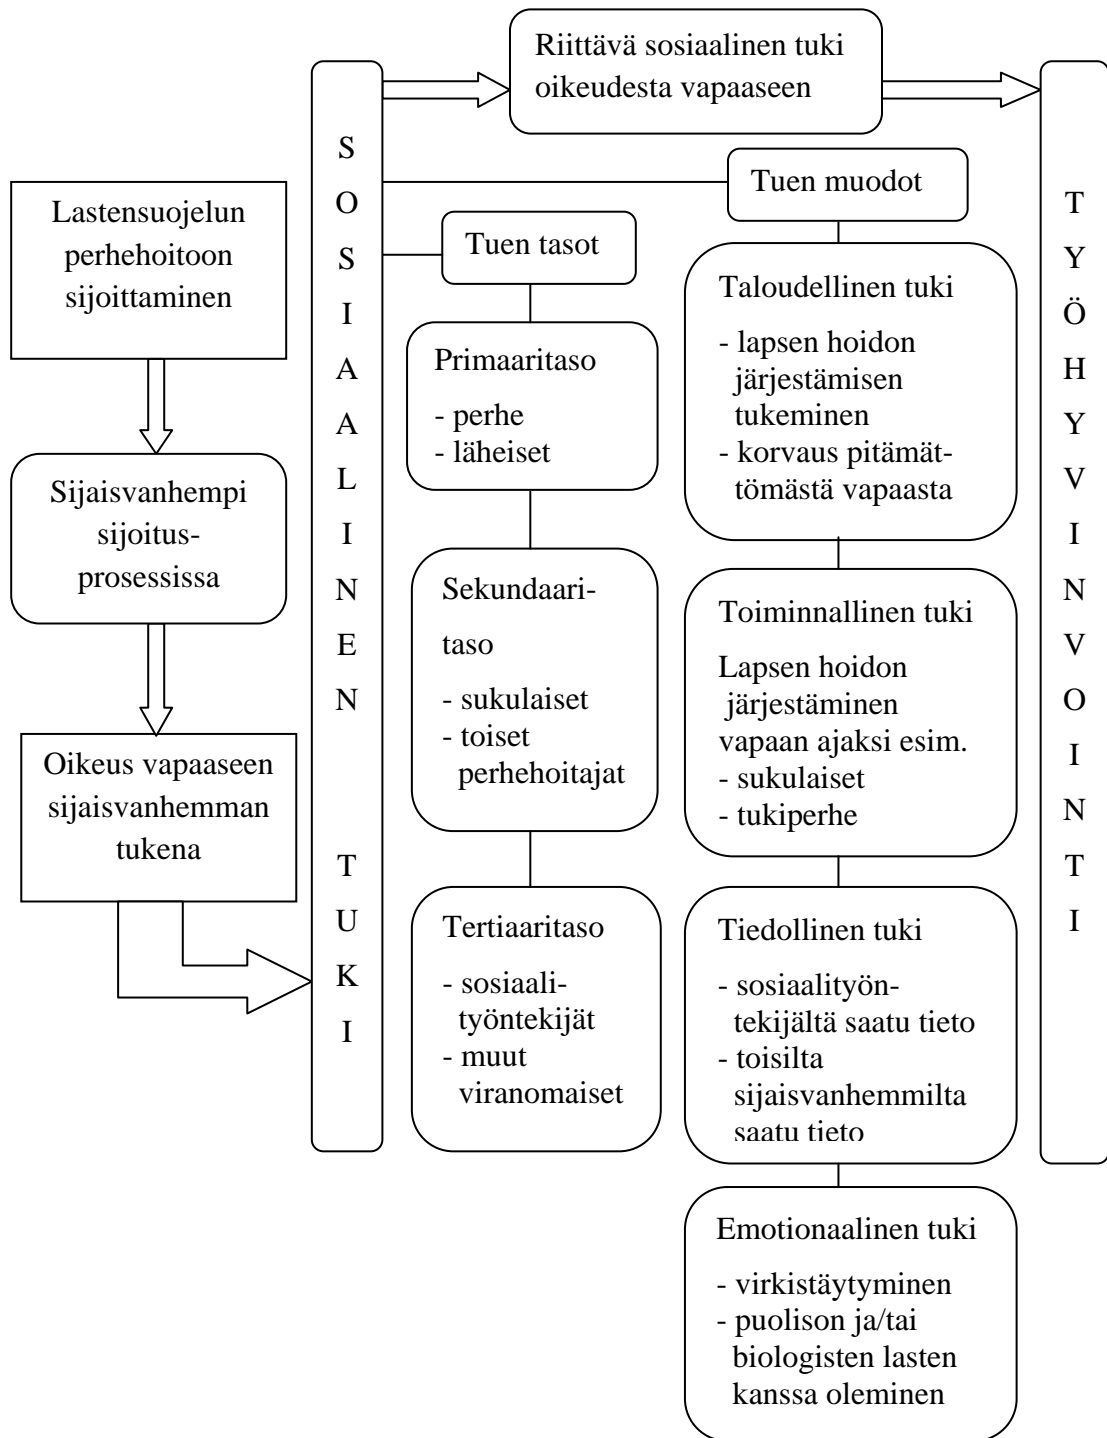 Riittävä sosiaalinen tuki
oikeudesta vapaaseen
Lastensuojelun
perhehoitoon
sijoittaminen
Sijaisvanhempi
sijoitus-
prosessissa
Oikeus vapaaseen
sijaisvanhemman
tukena
SOSIAALINEN TUKI
Tuen tasot
Primaaritaso
- perhe
- läheiset
Sekundaari-
taso
- sukulaiset
- toiset
perhehoitajat
Tertiaaritaso
- sosiaali-
työntekijät
- muut
viranomaiset
Tuen muodot
Taloudellinen tuki
- lapsen hoidon
järjestämisen
tukeminen
- korvaus pitämät-
tömästä vapaasta
Toiminnallinen tuki
Lapsen hoidon
järjestäminen
vapaan ajaksi esim.
- sukulaiset
- tukiperhe
Tiedollinen tuki
- sosiaalityön-
tekijältä saatu tieto
- toisilta
sijaisvanhemmilta
saatu tieto
Emotionaalinen tuki
- virkistäytyminen
- puolison ja/tai
biologisten lasten
kanssa oleminen
TYÖHYVINVOINTI